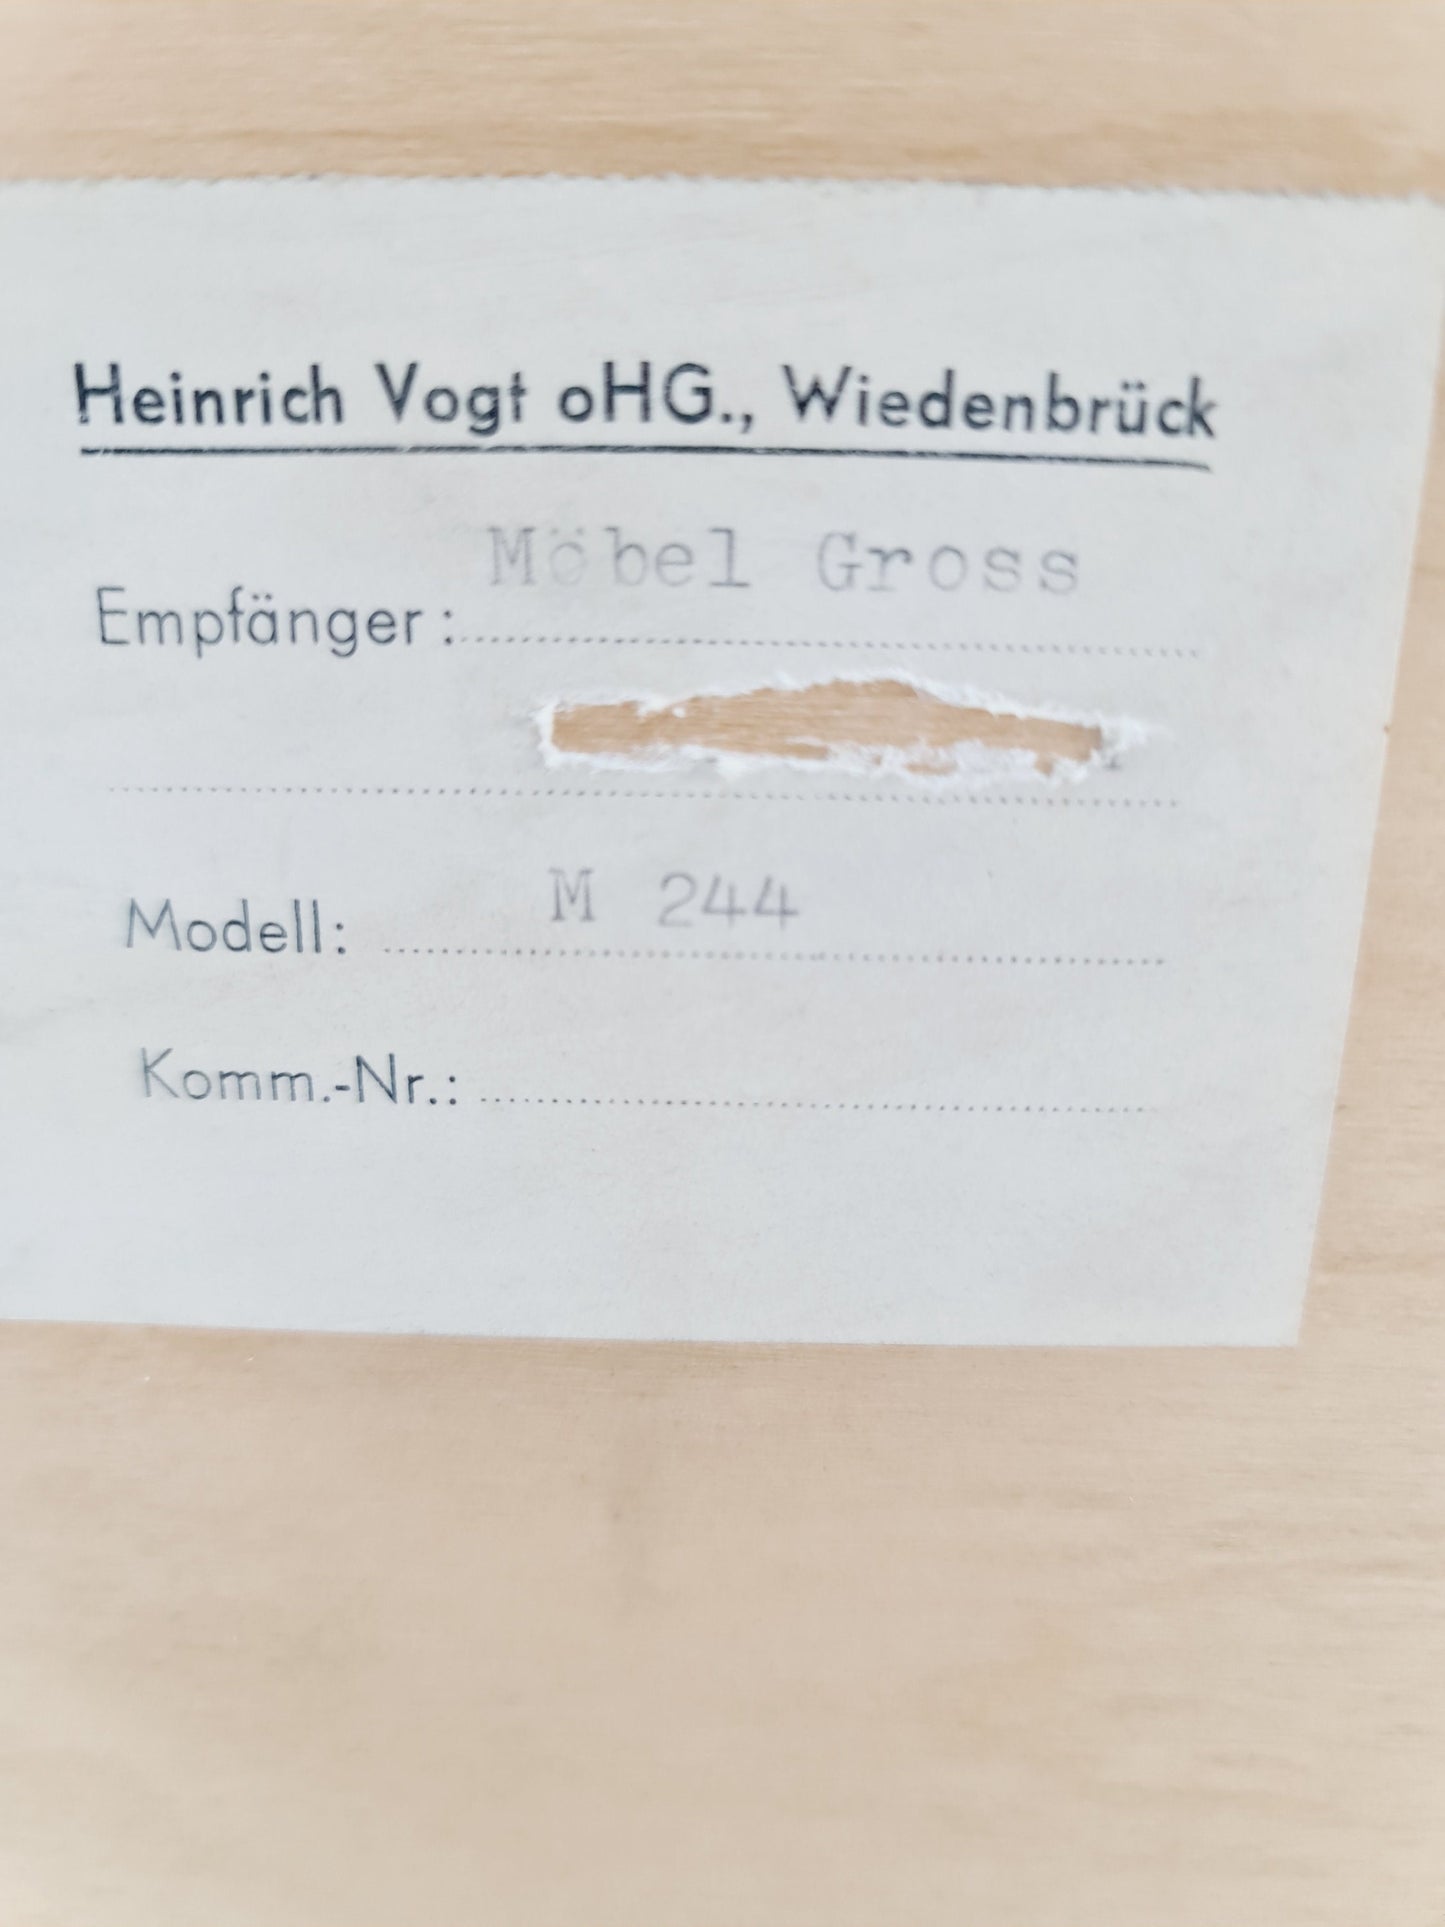 Heinrich Vogt oHG., Wiedenbrück
Möbel Gross
Empfänger:
M 244
Modell:
Komm.-Nr.: